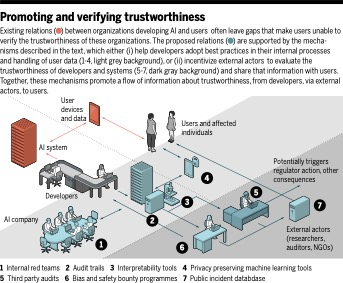 Promoting and verifying trustworthiness
Existing relations (●) between organizations developing AI and users often leave gaps that make users unable to
verify the trustworthiness of these organizations. The proposed relations (●) are supported by the mecha-
nisms described in the text, which either (i) help developers adopt best practices in their internal processes
and handling of user data (1-4, light grey background), or (ii) incentivize external actors to evaluate the
trustworthiness of developers and systems (5-7, dark grey background) and share that information with users.
Together, these mechanisms promote a flow of information about trustworthiness, from developers, via external
actors, to users.
User
devices
and data
Users and affected
individuals
AI system
4
Potentially triggers
regulator action, other
consequences
Developers
3
5
7
2
AI company
External actors
(researchers,
auditors, NGOs)
1
6
1 Internal red teams 2 Audit trails 3 Interpretability tools 4 Privacy preserving machine learning tools
5 Third party audits 6 Bias and safety bounty programmes 7 Public incident datatbase